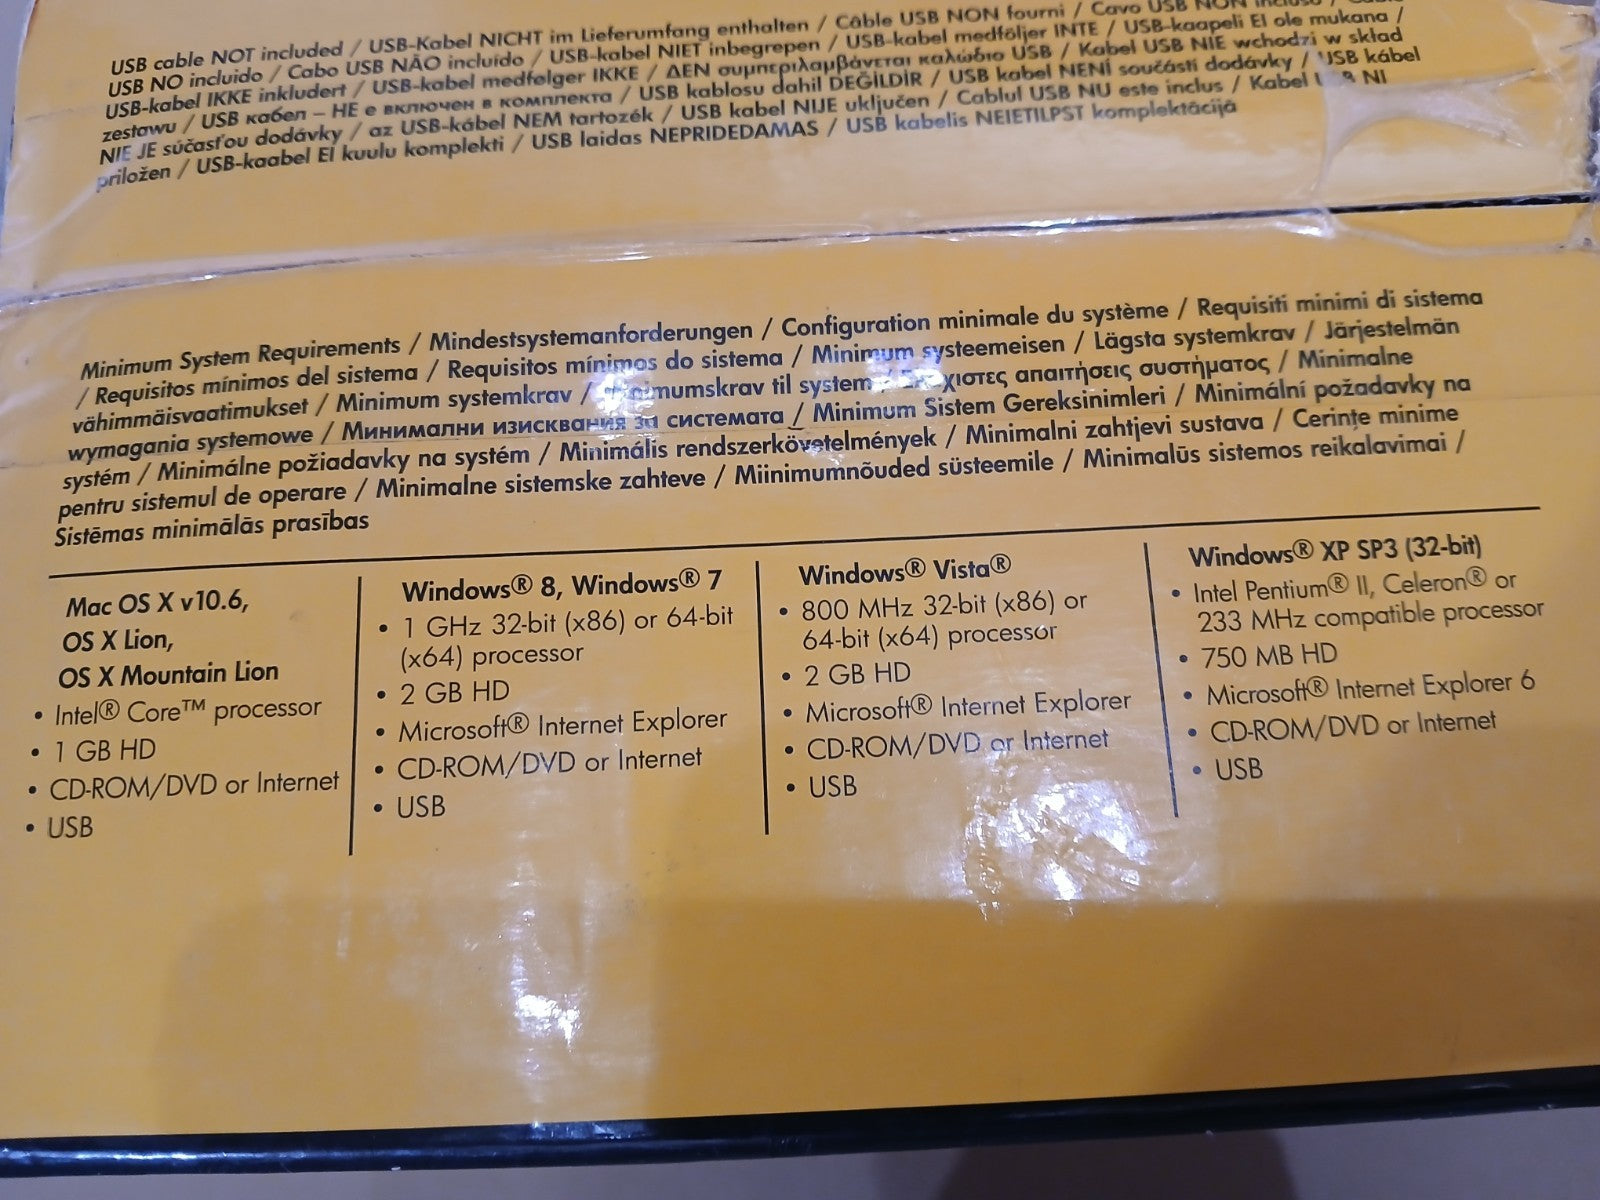 USB cable NOT included / USB-Kabel NICHT im Lieferumfang enthalten / Câble USB NON fourni / Cavo USB NON incluso / Cable
USB NO incluido / Cabo USB NÃO incluído / USB-kabel NIET inbegrepen / USB-kabel medföljer INTE / USB-kaapeli EI ole mukana /
USB-kabel IKKE inkludert / USB-kabel medfølger IKKE / ΔΕΝ συμπεριλαμβάνεται καλώδιο USB / Kabel USB NIE wchodzi w skład
zestawu / USB кабел – НЕ е включен в комплекта / USB kablosu dahil DEĞİLDİR / USB kabel NENÍ součástí dodávky / USB kábel
NIE JE súčasťou dodávky / az USB-kábel NEM tartozék / USB kabel NIJE uključen / Cablul USB NU este inclus / Kabel USB NI
priložen / USB-kaabel EI kuulu komplekti / USB laidas NEPRIDEDAMAS / USB kabelis NEIETILPST komplektācijā
Minimum System Requirements / Mindestsystemanforderungen / Configuration minimale du système / Requisiti minimi di sistema
/ Requisitos mínimos del sistema / Requisitos mínimos do sistema / Minimum systeemeisen / Lägsta systemkrav / Järjestelmän
vähimmäisvaatimukset / Minimum systemkrav / til system / απαιτήσεις συστήματος / Minimalne
wymagania systemowe / Минимални изисквания за системата / Minimum Sistem Gereksinimleri / Minimální požadavky na
systém / Minimálne požiadavky na systém / Minimális rendszerkövetelmények / Minimalni zahtjevi sustava / Cerințe minime
pentru sistemul de operare / Minimalne sistemske zahteve / Miinimumnõuded süsteemile / Minimalūs sistemos reikalavimai /
Sistēmas minimālās prasības
Mac OS X v10.6,
OS X Lion,
OS X Mountain Lion
• Intel® Core™ processor
• 1 GB HD
• CD-ROM/DVD or Internet
• USB
Windows® 8, Windows® 7
• 1 GHz 32-bit (x86) or 64-bit
(x64) processor
• 2 GB HD
• Microsoft® Internet Explorer
• CD-ROM/DVD or Internet
• USB
Windows® Vista®
• 800 MHz 32-bit (x86) or
64-bit (x64) processor
• 2 GB HD
• Microsoft® Internet Explorer
• CD-ROM/DVD or Internet
• USB
Windows® XP SP3 (32-bit)
• Intel Pentium® II, Celeron® or
233 MHz compatible processor
• 750 MB HD
• Microsoft® Internet Explorer 6
• CD-ROM/DVD or Internet
• USB